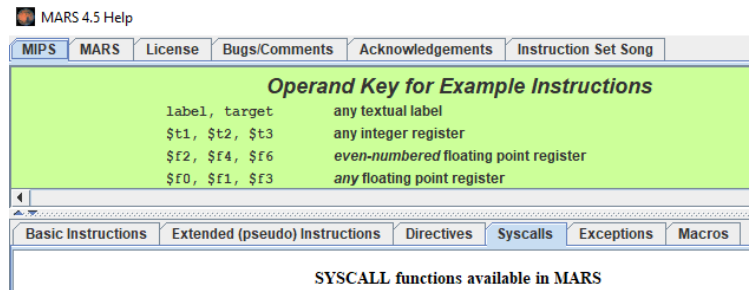 MARS 4.5 Help
MIPS MARS License Bugs/Comments Acknowledgements Instruction Set Song
Operand Key for Example Instructions
label, target any textual label
$t1, $t2, $t3 any integer register
$f2, $f4, $f6 even-numbered floating point register
$f0, $f1, $f3 any floating point register
Basic Instructions Extended (pseudo) Instructions Directives Syscalls Exceptions Macros
SYSCALL functions available in MARS